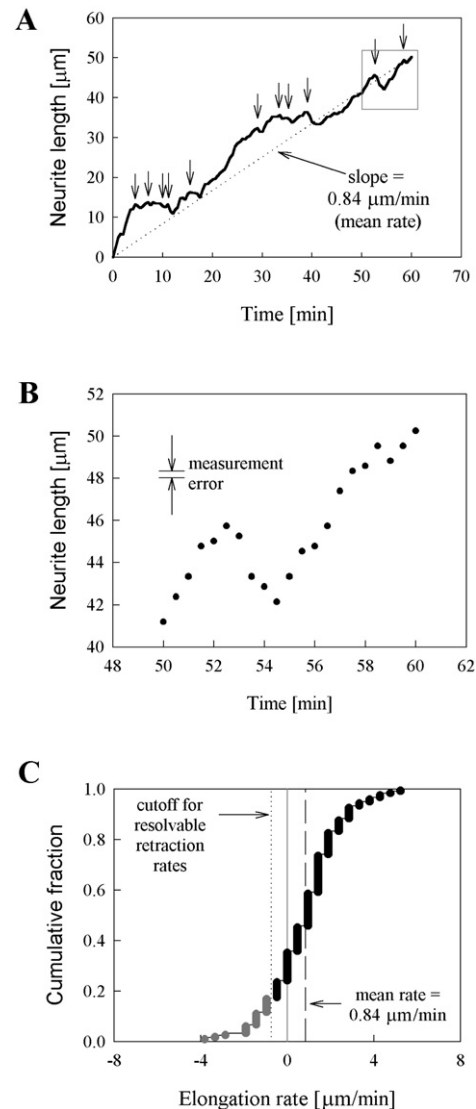 A
Neurite length [μm]
60
50
40
30
20
10
0
slope =
0.84 μm/min
(mean rate)
0 10 20 30 40 50 60 70
Time [min]
B
Neurite length [μm]
52
50
48
46
44
42
40
measurement
error
48 50 52 54 56 58 60 62
Time [min]
C
Cumulative fraction
1.0
0.8
0.6
0.4
0.2
0.0
cutoff for
resolvable
retraction
rates
mean rate =
0.84 μm/min
-8 -4 0 4 8
Elongation rate [μm/min]